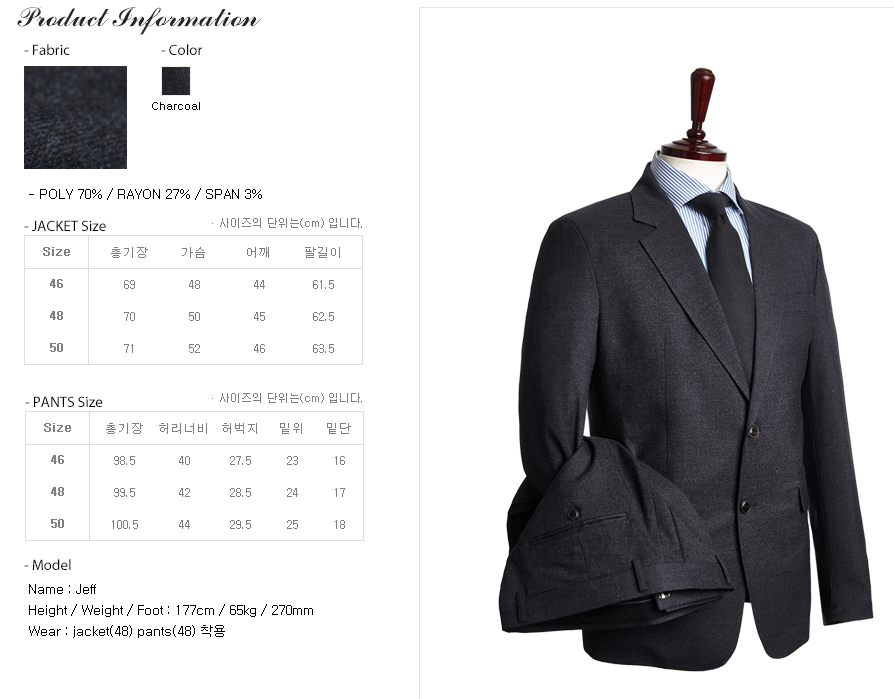 Product Information
- Fabric
- Color
Charcoal
- POLY 70% / RAYON 27% / SPAN 3%
- JACKET Size
· 사이즈의 단위는(cm) 입니다.
Size 총기장 가슴 어깨 팔길이
46 69 48 44 61.5
48 70 50 45 62.5
50 71 52 46 63.5
- PANTS Size
· 사이즈의 단위는(cm) 입니다.
Size 총기장 허리너비 허벅지 밑위 밑단
46 98.5 40 27.5 23 16
48 99.5 42 28.5 24 17
50 100.5 44 29.5 25 18
- Model
Name : Jeff
Height / Weight / Foot : 177cm / 65kg / 270mm
Wear : jacket(48) pants(48) 착용